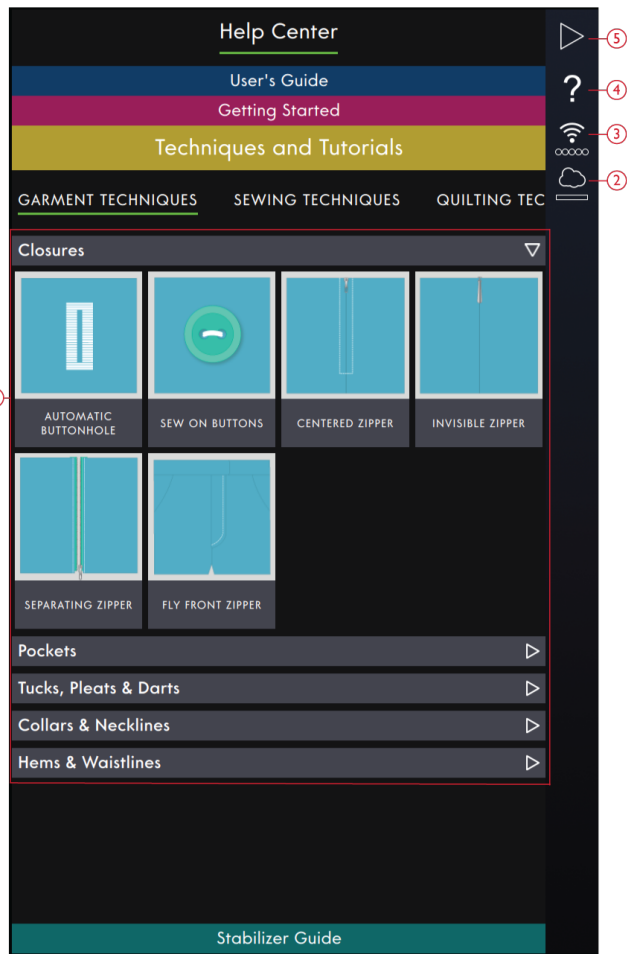 Help Center
User's Guide
Getting Started
Techniques and Tutorials
GARMENT TECHNIQUES SEWING TECHNIQUES QUILTING TEC
Closures
AUTOMATIC
BUTTONHOLE
SEW ON BUTTONS
CENTERED ZIPPER
INVISIBLE ZIPPER
SEPARATING ZIPPER
FLY FRONT ZIPPER
Pockets
Tucks, Pleats & Darts
Collars & Necklines
Hems & Waistlines
Stabilizer Guide
?
5
4
3
2